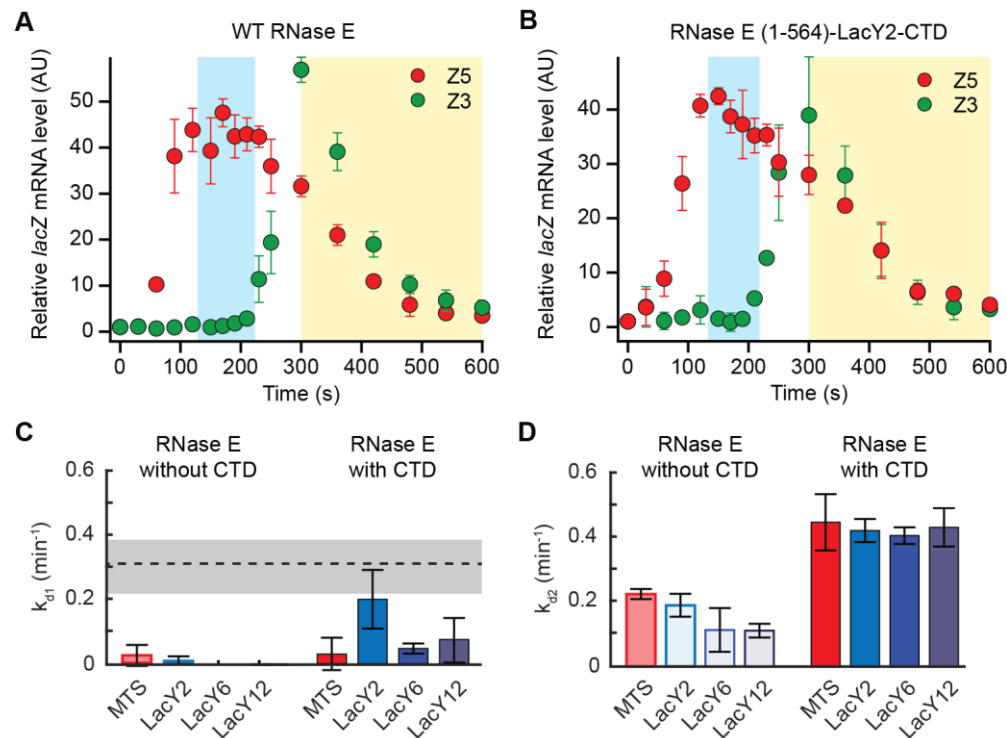 A
WT RNase E
Relative lacZ mRNA level (AU)
50
40
30
20
10
0
Z5
Z3
0 100 200 300 400 500 600
Time (s)
B
RNase E (1-564)-LacY2-CTD
Relative lacZ mRNA level (AU)
40
30
20
10
0
Z5
Z3
0 100 200 300 400 500 600
Time (s)
C
RNase E
without CTD
RNase E
with CTD
kd1 (min⁻¹)
0.6
0.4
0.2
0
MTS
LacY2
LacY6
LacY12
MTS
LacY2
LacY6
LacY12
D
RNase E
without CTD
RNase E
with CTD
kd2 (min⁻¹)
0.6
0.4
0.2
0
MTS
LacY2
LacY6
LacY12
MTS
LacY2
LacY6
LacY12